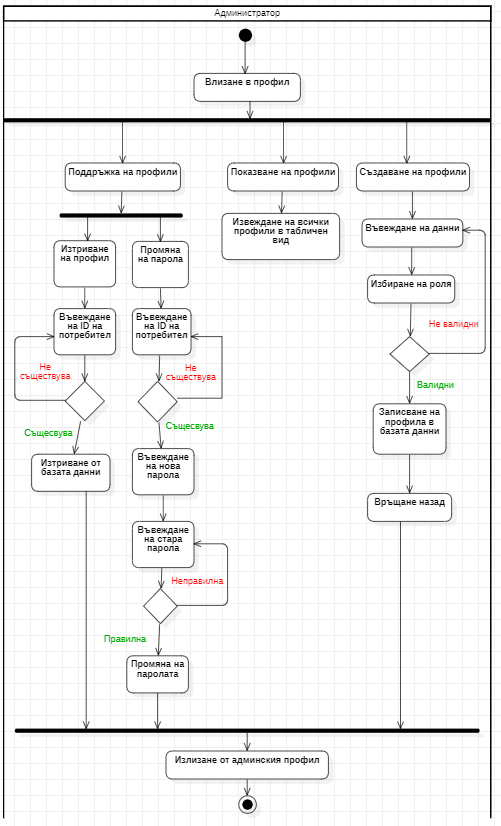 Администратор
Влизане в профил
Поддръжка на профили
Показване на профили
Създаване на профили
Изтриване
на профил
Промяна
на парола
Извеждане на всички
профили в табличен
вид
Въвеждане на данни
Избиране на роля
Въвеждане
на ID на
потребител
Въвеждане
на ID на
потребител
Не валидни
Не
съществува
Не
съществува
Валидни
Същесвува
Същесвува
Записване на
профила в
базата данни
Изтриване от
базата данни
Въвеждане
на нова
парола
Връщане назад
Въвеждане
на стара
парола
Неправилна
Правилна
Промяна на
паролата
Излизане от админския профил